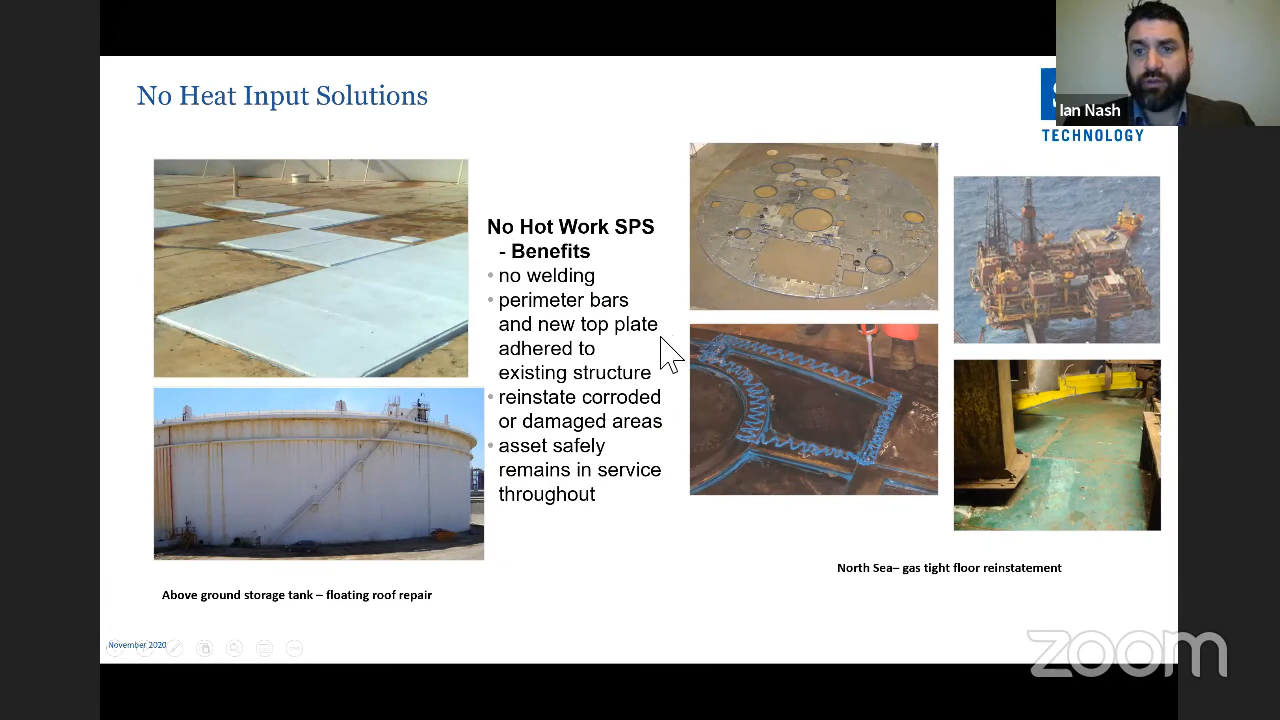 No Heat Input Solutions
Ian Nash
TECHNOLOGY
No Hot Work SPS
- Benefits
• no welding
• perimeter bars
and new top plate
adhered to
existing structure
• reinstate corroded
or damaged areas
• asset safely
remains in service
throughout
North Sea– gas tight floor reinstatement
Above ground storage tank – floating roof repair
November 2020
zoom